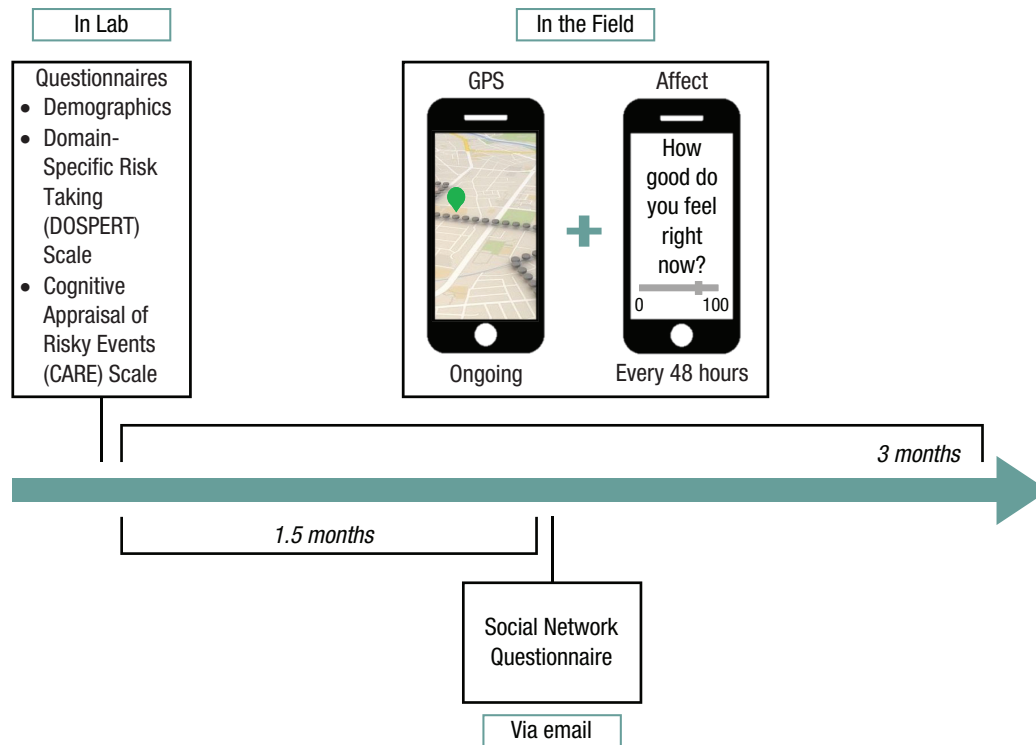 In Lab
Questionnaires
• Demographics
• Domain-
Specific Risk
Taking
(DOSPERT)
Scale
• Cognitive
Appraisal of
Risky Events
(CARE) Scale
In the Field
GPS
Ongoing
Affect
How
good do
you feel
right
now?
0 100
Every 48 hours
3 months
1.5 months
Social Network
Questionnaire
Via email